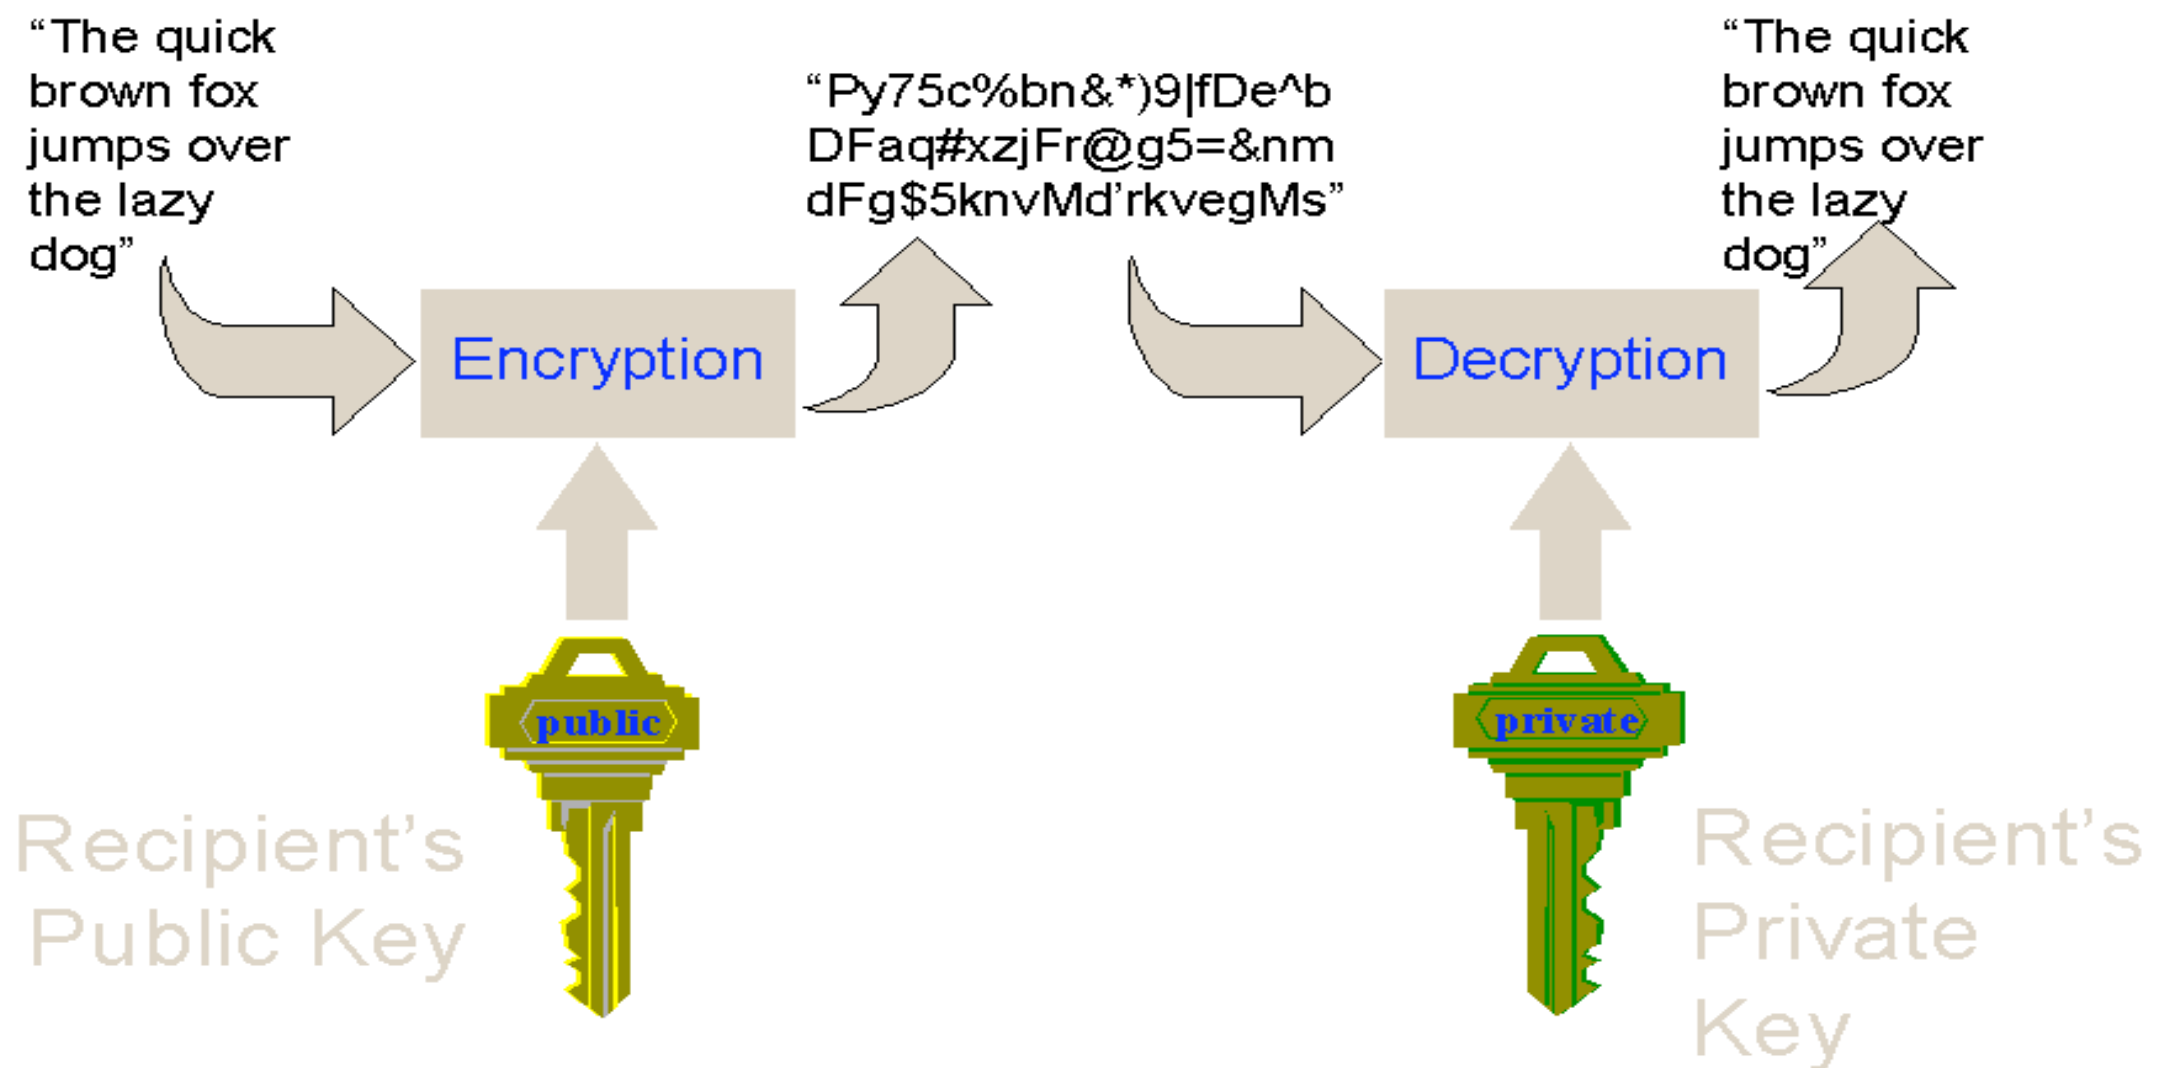 “The quick
brown fox
jumps over
the lazy
dog”
“Py75c%bn&*)9|fDe^b
DFaq#xzjFr@g5=&nm
dFg$5knvMd’rkvegMs”
“The quick
brown fox
jumps over
the lazy
dog”
Encryption
Decryption
public
private
Recipient’s
Public Key
Recipient’s
Private
Key